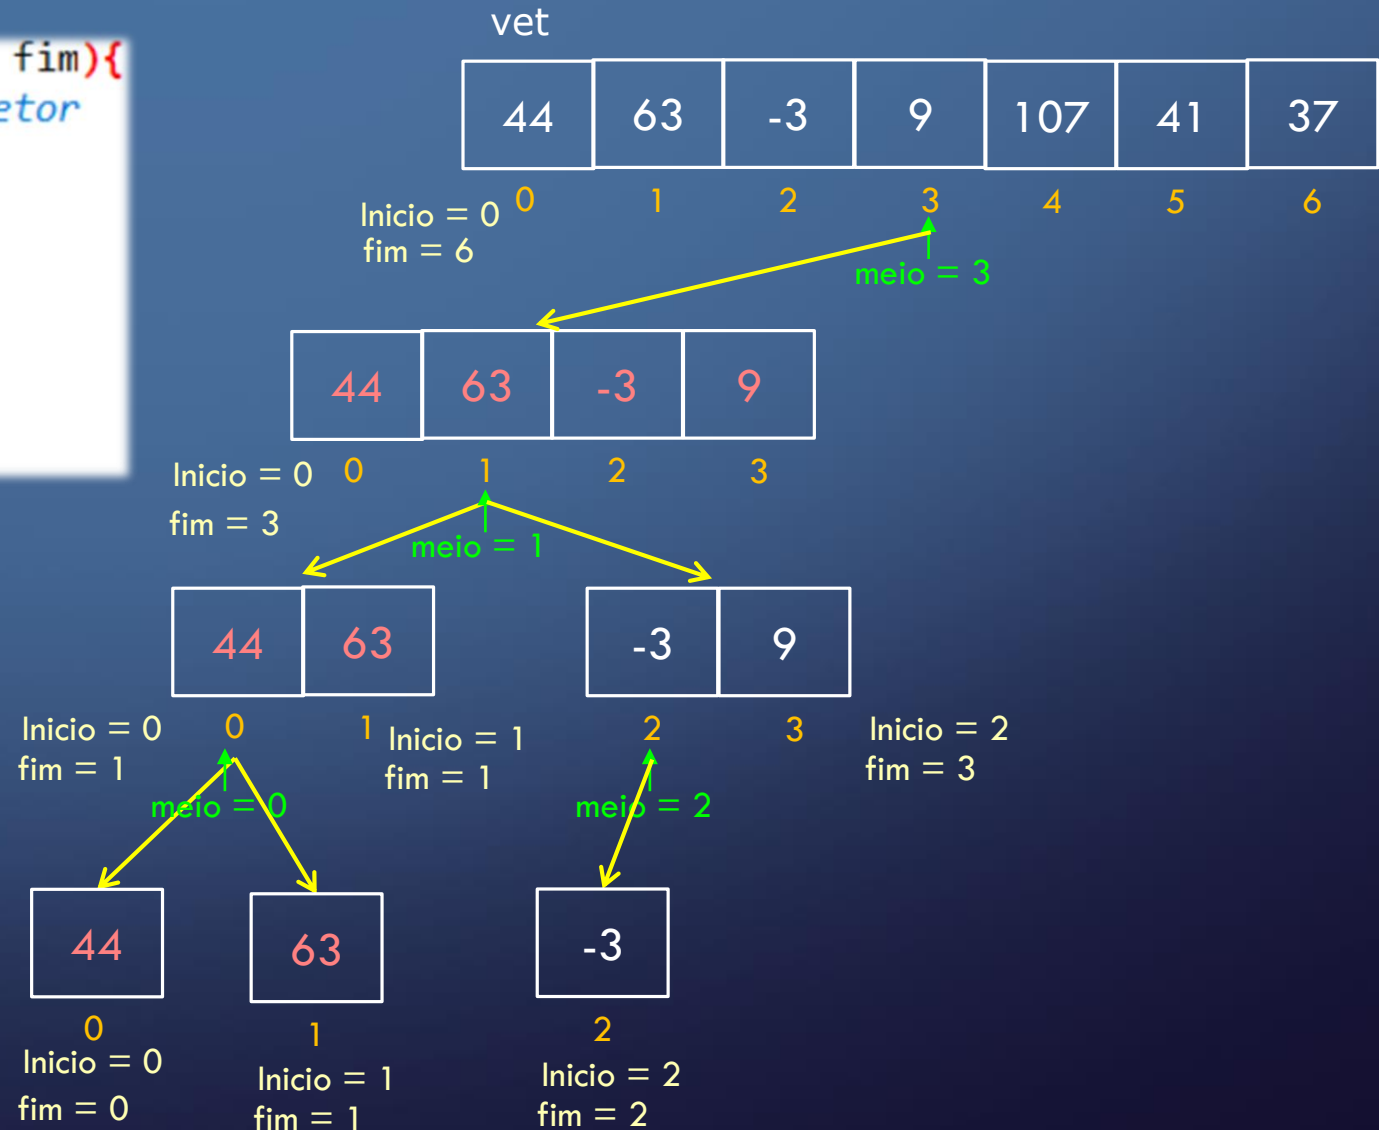 vet
fim){
etor
44 63 -3 9 107 41 37
0 1 2 3 4 5 6
Inicio = 0
fim = 6
meio = 3
44 63 -3 9
0 1 2 3
Inicio = 0
fim = 3
meio = 1
44 63
-3 9
0 1
2 3
Inicio = 0
fim = 1
Inicio = 1
fim = 1
Inicio = 2
fim = 3
meio = 0
meio = 2
44
63
-3
0
1
2
Inicio = 0
fim = 0
Inicio = 1
fim = 1
Inicio = 2
fim = 2